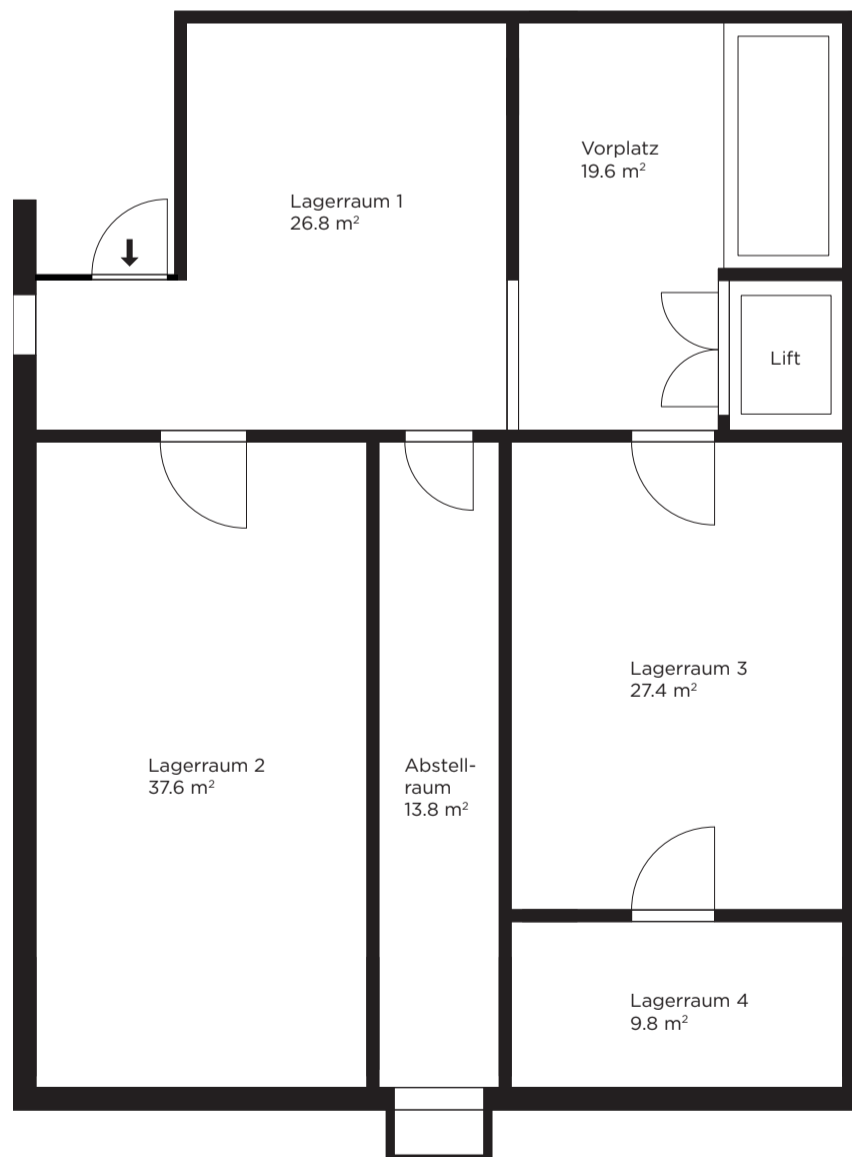 Vorplatz
19.6 m²
Lagerraum 1
26.8 m²
Lift
Lagerraum 3
27.4 m²
Lagerraum 2
37.6 m²
Abstell-
raum
13.8 m²
Lagerraum 4
9.8 m²